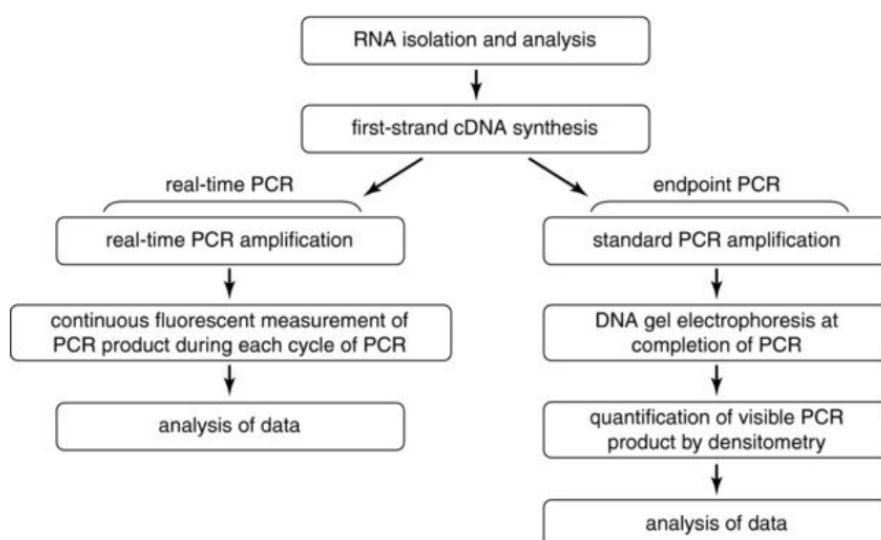 RNA isolation and analysis
first-strand cDNA synthesis
real-time PCR
real-time PCR amplification
continuous fluorescent measurement of
PCR product during each cycle of PCR
analysis of data
endpoint PCR
standard PCR amplification
DNA gel electrophoresis at
completion of PCR
quantification of visible PCR
product by densitometry
analysis of data